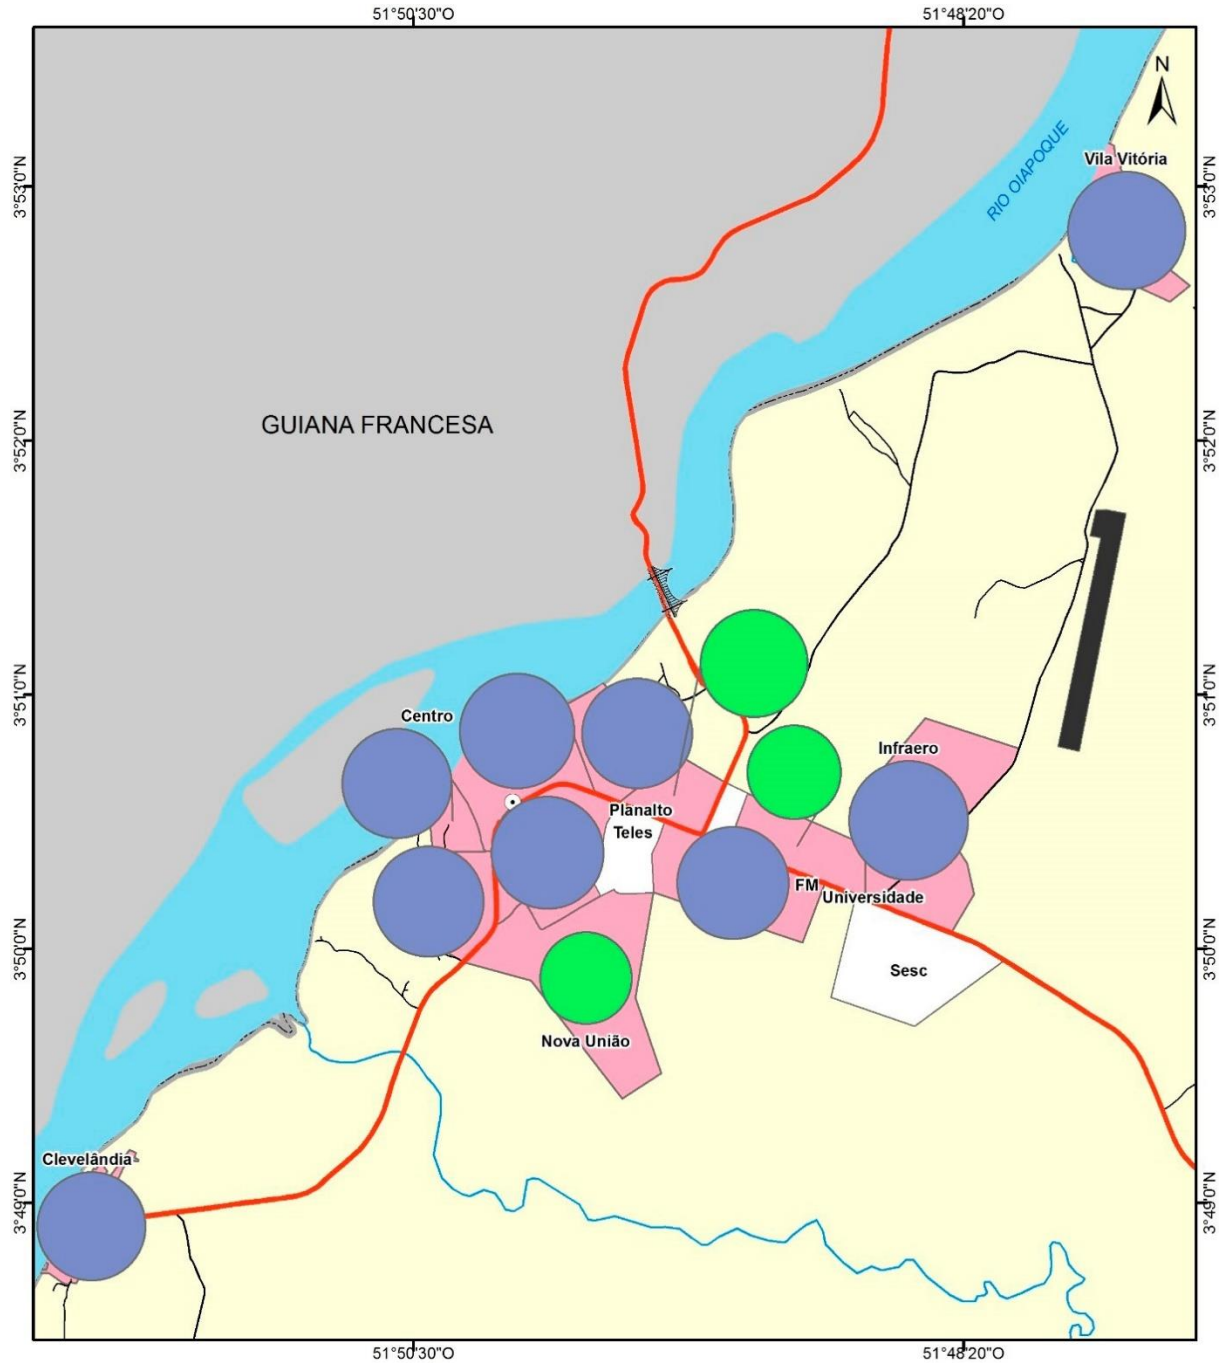 51°50'30"O
51°48'20"O
N
RIO OIAPOQUE
Vila Vitória
3°53'0"N
3°53'0"N
GUIANA FRANCESA
3°52'0"N
3°52'0"N
3°51'0"N
3°51'0"N
Centro
Infraero
Planalto
Teles
FM
Universidade
3°50'0"N
3°50'0"N
Sesc
Nova União
Clevelândia
3°49'0"N
3°49'0"N
51°50'30"O
51°48'20"O